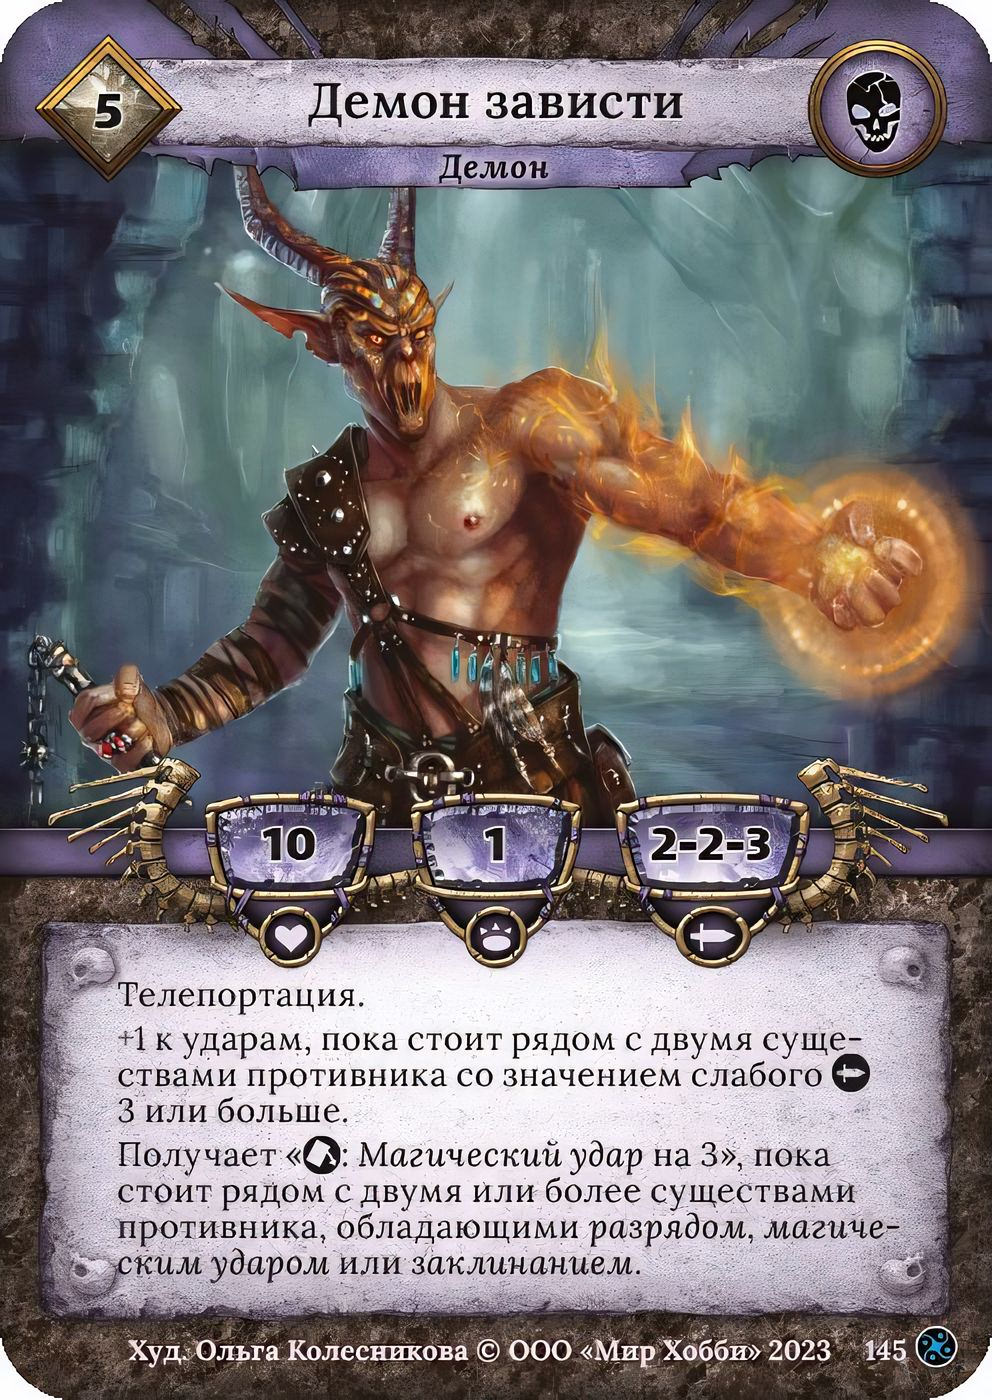 5
Демон зависти
Демон
10
1
2-2-3
Телепортация.
+1 к ударам, пока стоит рядом с двумя суще-
ствами противника со значением слабого
3 или больше.
Получает « : Магический удар на 3», пока
стоит рядом с двумя или более существами
противника, обладающими разрядом, магиче-
ским ударом или заклинанием.
Худ. Ольга Колесникова © ООО «Мир Хобби» 2023 145